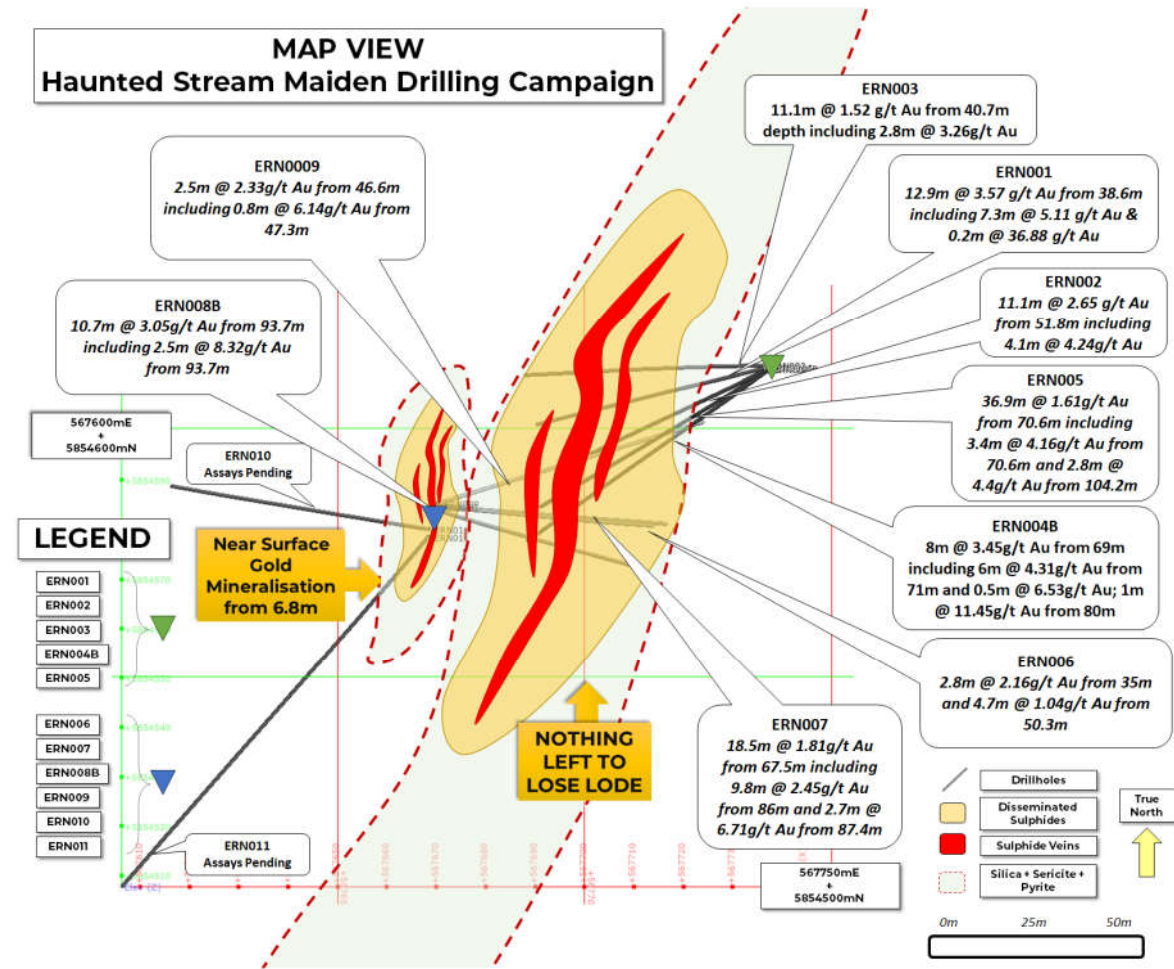 MAP VIEW
Haunted Stream Maiden Drilling Campaign
ERN003
11.1m @ 1.52 g/t Au from 40.7m
depth including 2.8m @ 3.26g/t Au
ERN0009
2.5m @ 2.33g/t Au from 46.6m
including 0.8m @ 6.14g/t Au from
47.3m
ERN001
12.9m @ 3.57 g/t Au from 38.6m
including 7.3m @ 5.11 g/t Au &
0.2m @ 36.88 g/t Au
ERN008B
10.7m @ 3.05g/t Au from 93.7m
including 2.5m @ 8.32g/t Au
from 93.7m
ERN002
11.1m @ 2.65 g/t Au
from 51.8m including
4.1m @ 4.24g/t Au
ERN005
36.9m @ 1.61g/t Au
from 70.6m including
3.4m @ 4.16g/t Au from
70.6m and 2.8m @
4.4g/t Au from 104.2m
567600mE
+
5854600mN
ERN010
Assays Pending
LEGEND
Near Surface
Gold
Mineralisation
from 6.8m
ERN004B
8m @ 3.45g/t Au from 69m
including 6m @ 4.31g/t Au from
71m and 0.5m @ 6.53g/t Au; 1m
@ 11.45g/t Au from 80m
ERN001
ERN002
ERN003
ERN004B
ERN005
ERN006
2.8m @ 2.16g/t Au from 35m
and 4.7m @ 1.04g/t Au from
50.3m
ERN006
ERN007
ERN008B
ERN009
ERN010
ERN011
NOTHING
LEFT TO
LOSE LODE
ERN007
18.5m @ 1.81g/t Au
from 67.5m including
9.8m @ 2.45g/t Au
from 86m and 2.7m @
6.71g/t Au from 87.4m
ERN011
Assays Pending
Drillholes
Disseminated
Sulphides
Sulphide Veins
Silica + Sericite +
Pyrite
True
North
567750mE
+
5854500mN
0m 25m 50m